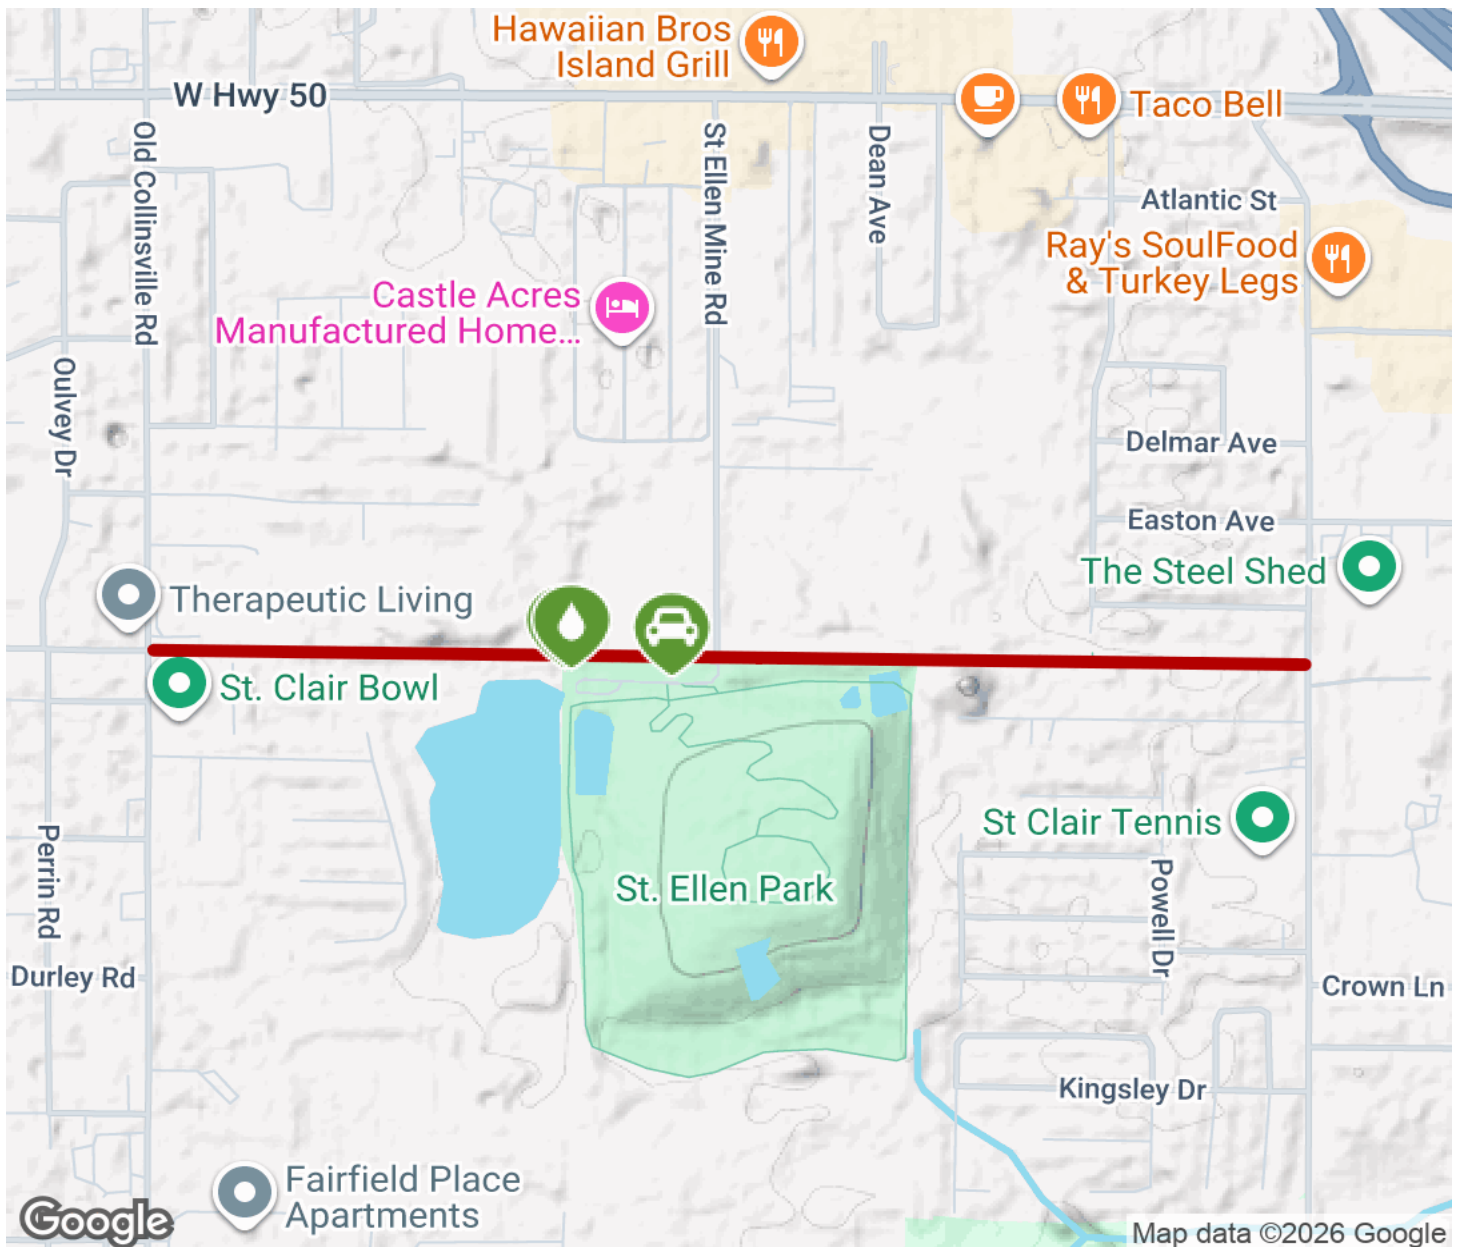 Hawaiian Bros
Island Grill
W Hwy 50
Taco Bell
Old Collinsville Rd
St Ellen Mine Rd
Dean Ave
Atlantic St
Ray's SoulFood
& Turkey Legs
Castle Acres
Manufactured Home...
Oulvey Dr
Delmar Ave
Easton Ave
The Steel Shed
Therapeutic Living
St. Clair Bowl
St Clair Tennis
Perrin Rd
St. Ellen Park
Powell Dr
Durley Rd
Crown Ln
Kingsley Dr
Fairfield Place
Apartments
Google
Map data ©2026 Google